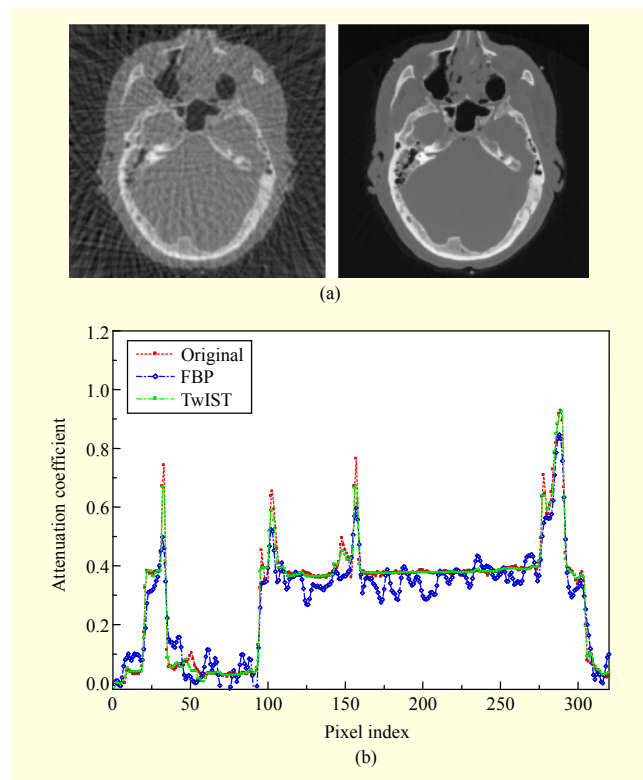 (a)
1.2
1.0
0.8
0.6
0.4
0.2
0.0
Attenuation coefficient
Original
FBP
TwIST
0 50 100 150 200 250 300
Pixel index
(b)